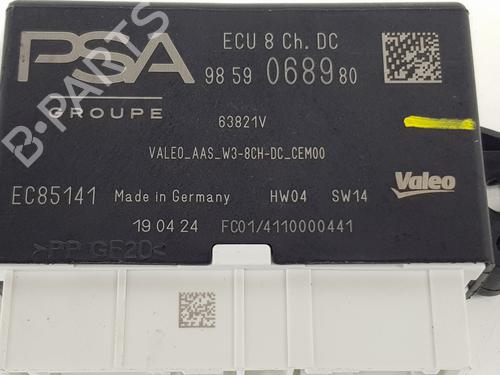 PSA
GROUPE
ECU 8 Ch. DC
98 59 0689 80
63821V
VALEO_AAS_W3-8CH-DC_CEM00
EC85141 Made in Germany HW04 SW14 Valeo
19 04 24 FC01/4110000441
>PP GF20<
B-PARTS